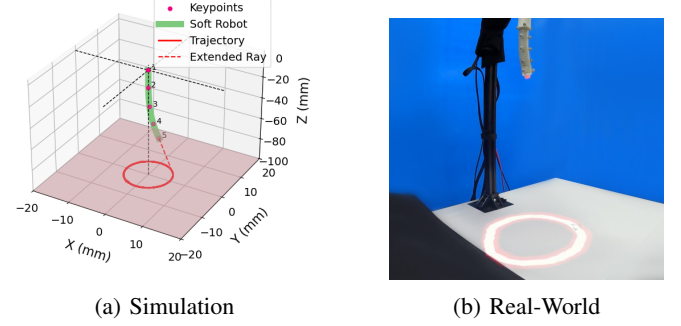 Keypoints
Soft Robot
Trajectory
Extended Ray
1
2
3
4
5
0
−20
−40
−60
−80
−100
Z (mm)
−20
−10
0
10
20
X (mm)
−20
−10
0
10
20
Y (mm)
(a) Simulation
(b) Real-World